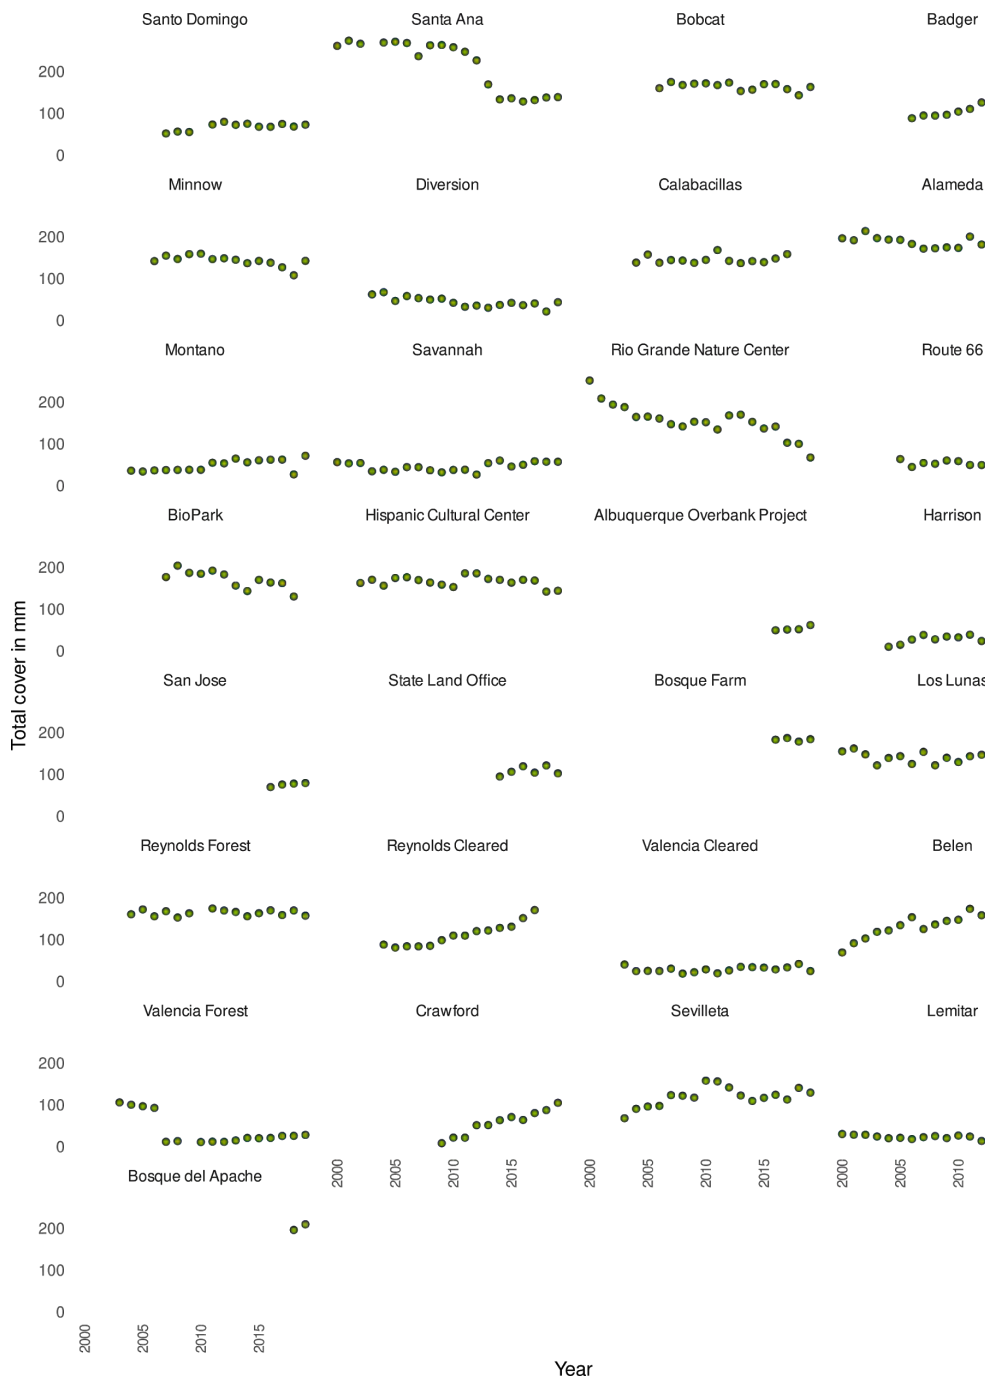 Santo Domingo Santa Ana Bobcat Badger
200
100
0
Minnow Diversion Calabacillas Alameda
200
100
0
Montano Savannah Rio Grande Nature Center Route 66
200
100
0
BioPark Hispanic Cultural Center Albuquerque Overbank Project Harrison
200
100
0
Total cover in mm
San Jose State Land Office Bosque Farm Los Lunas
200
100
0
Reynolds Forest Reynolds Cleared Valencia Cleared Belen
200
100
0
Valencia Forest Crawford Sevilleta Lemitar
200
100
0
2000 2005 2010 2015 2000 2005 2010 2015 2000 2005 2010
Bosque del Apache
200
100
0
2000 2005 2010 2015
Year